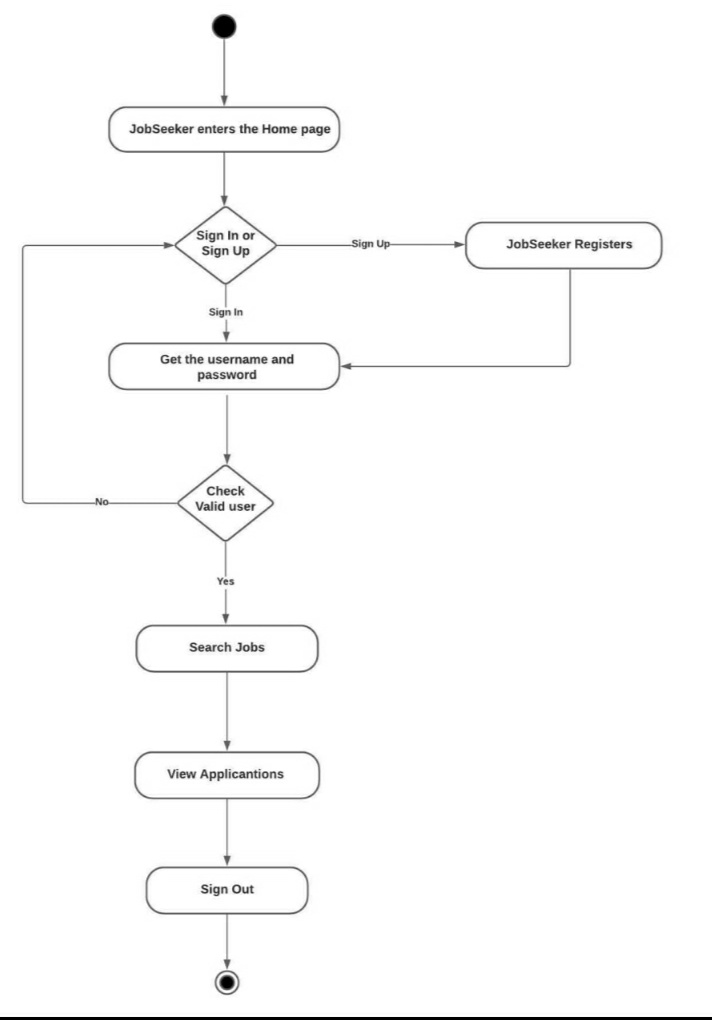 JobSeeker enters the Home page
Sign In or
Sign Up
Sign Up
JobSeeker Registers
Sign In
Get the username and
password
Check
Valid user
No
Yes
Search Jobs
View Applicantions
Sign Out